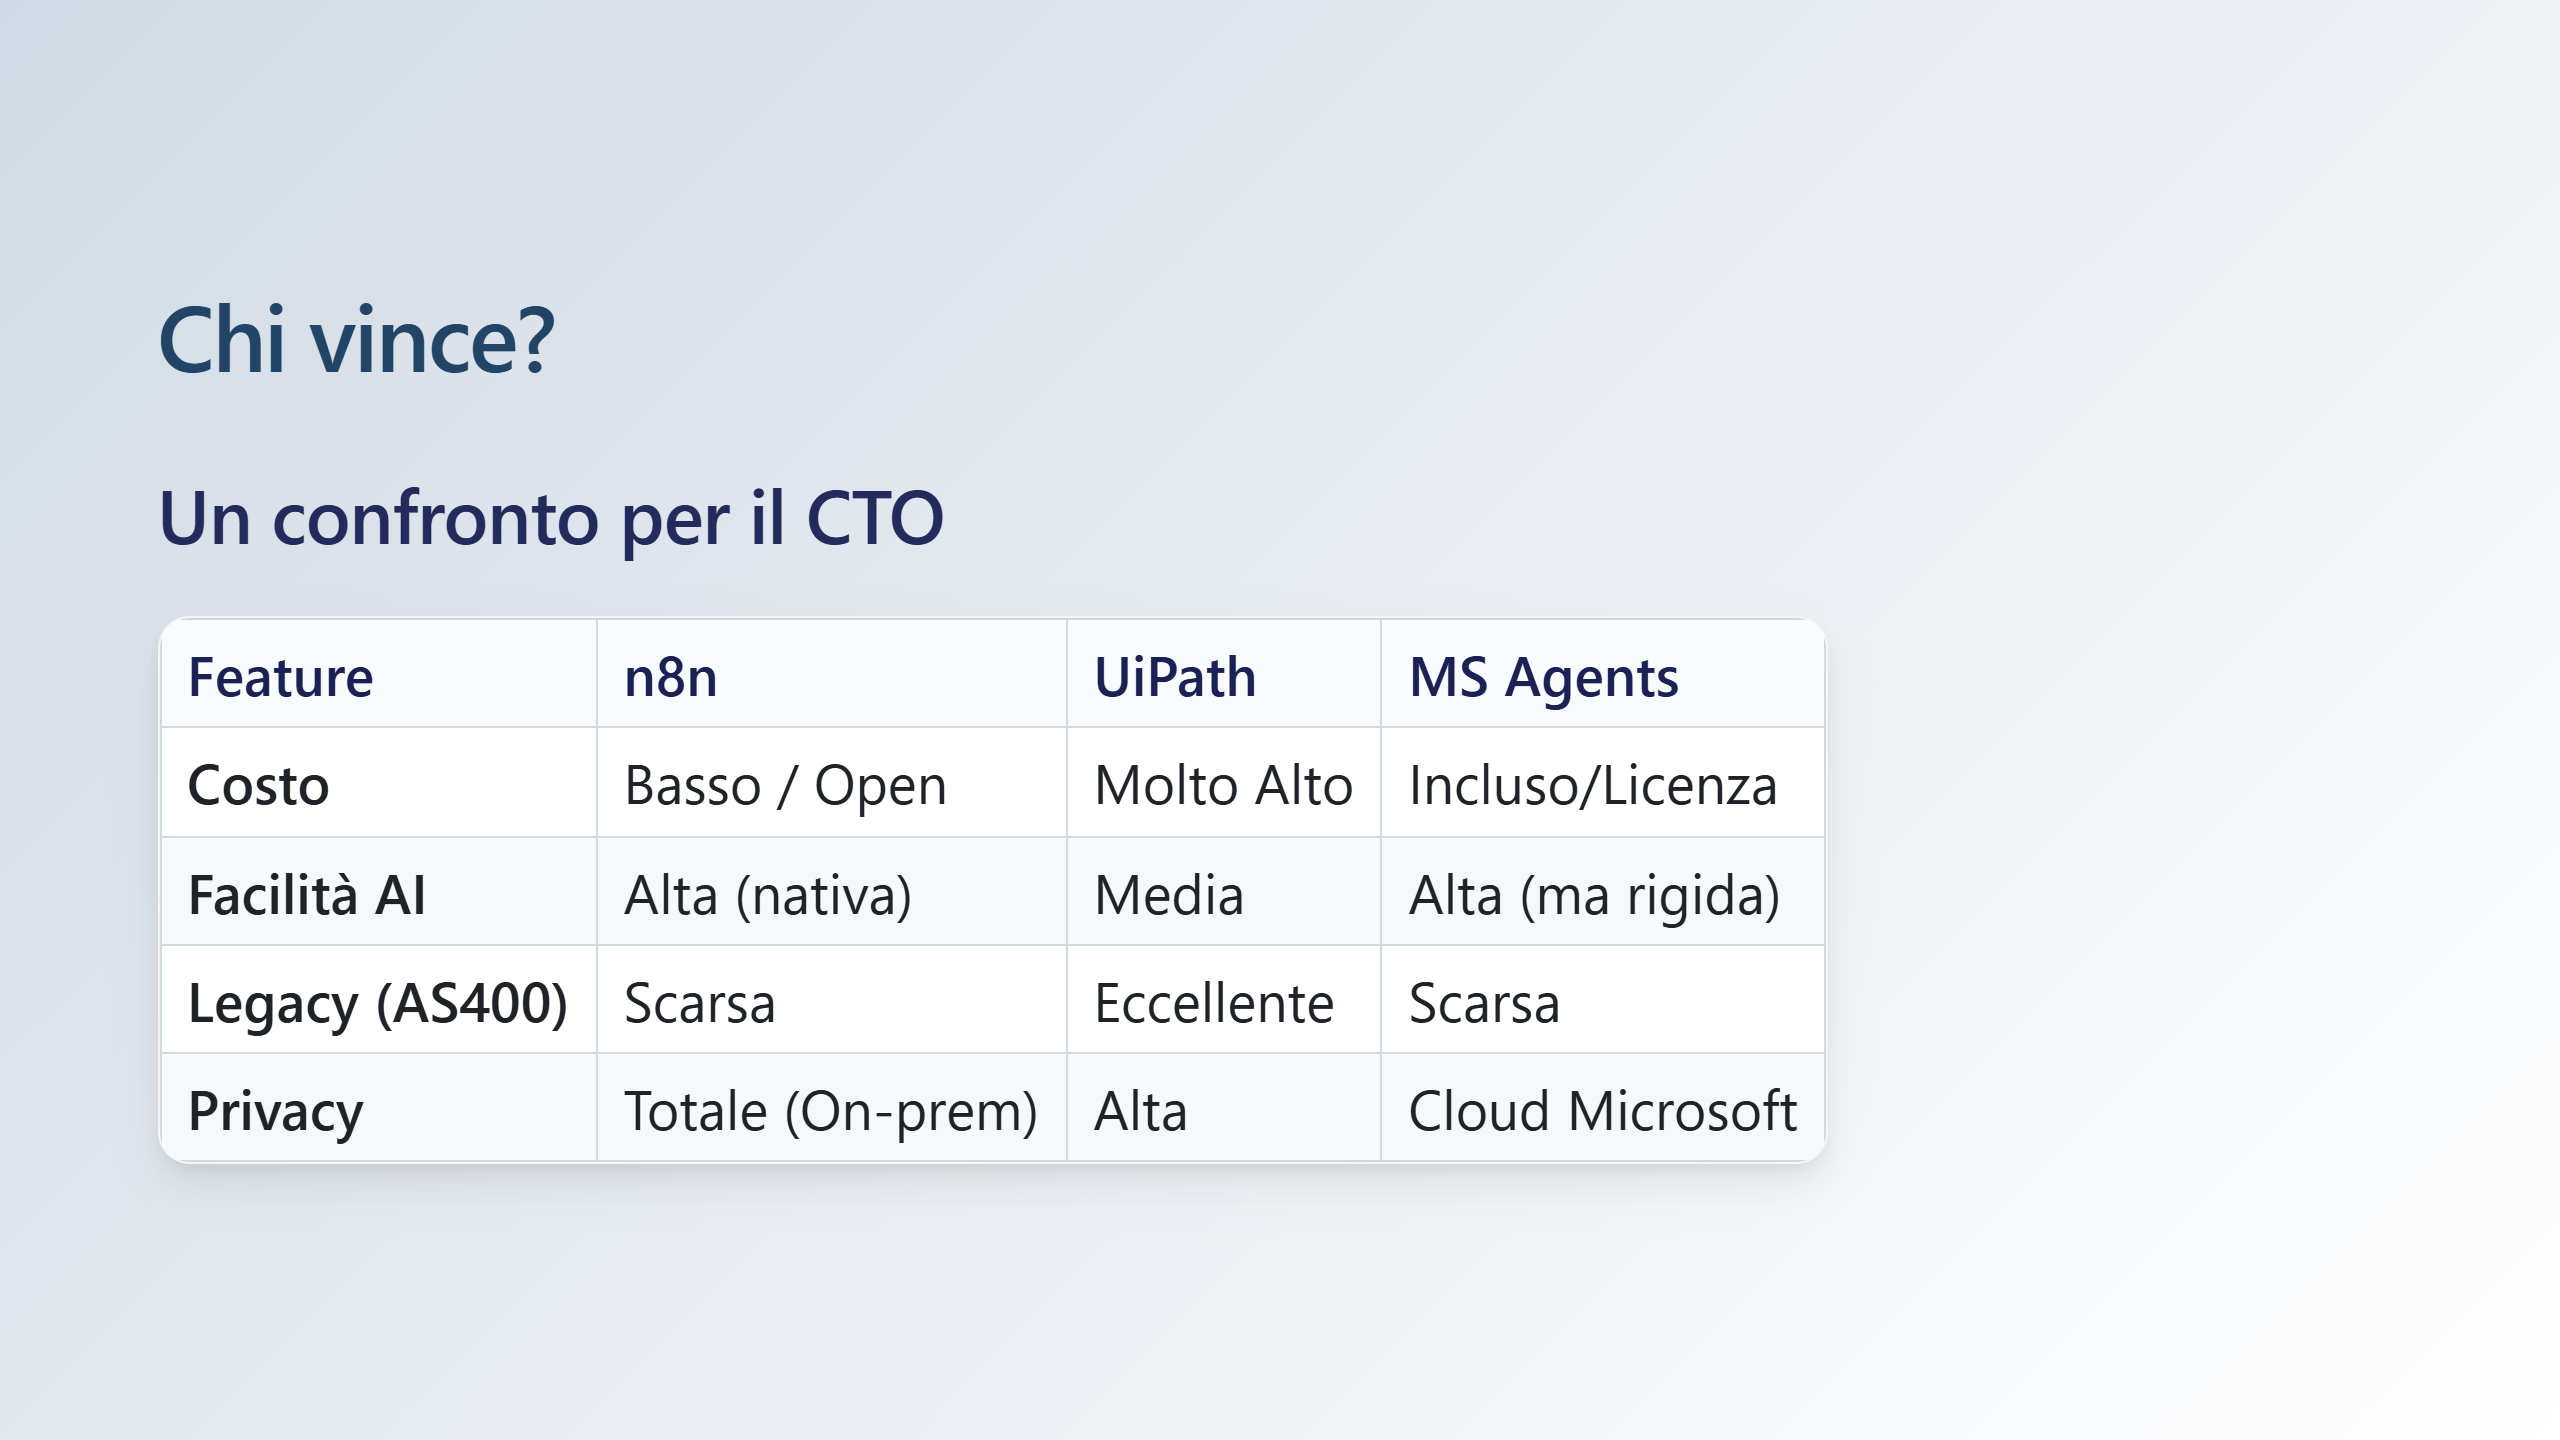 Chi vince?
Un confronto per il CTO
Feature n8n UiPath MS Agents
Costo Basso / Open Molto Alto Incluso/Licenza
Facilità AI Alta (nativa) Media Alta (ma rigida)
Legacy (AS400) Scarsa Eccellente Scarsa
Privacy Totale (On-prem) Alta Cloud Microsoft